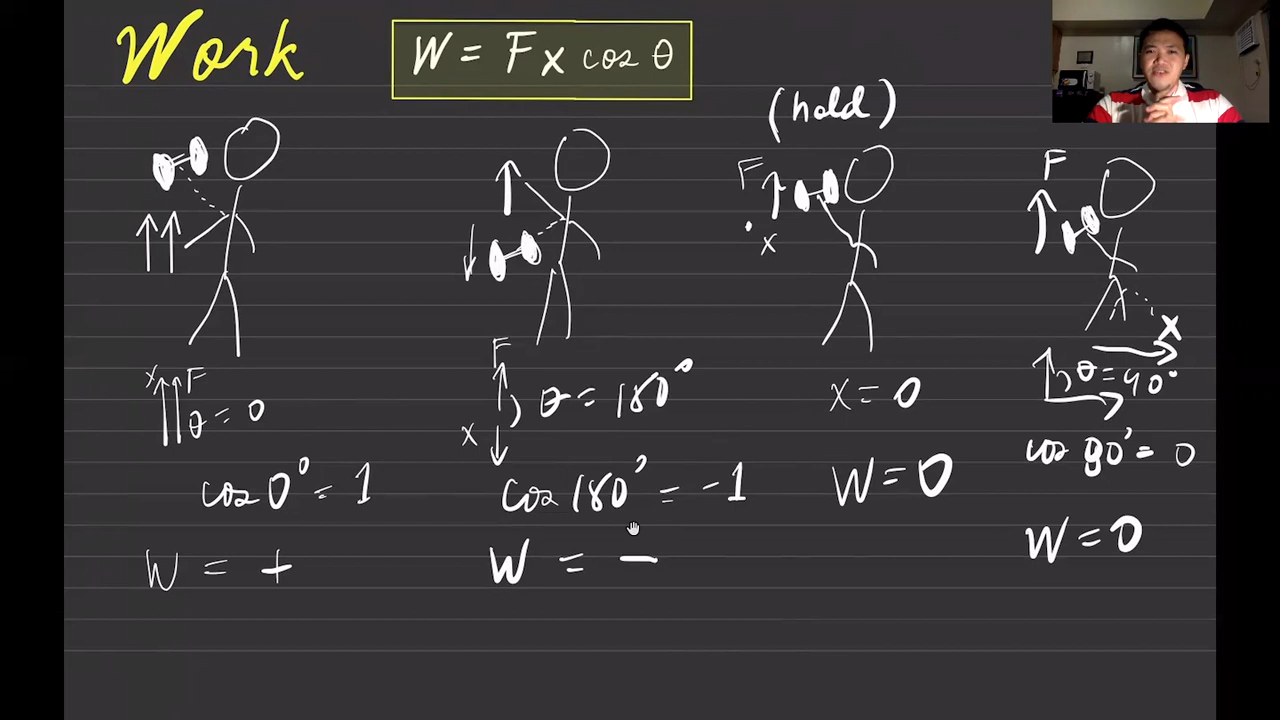 Work
W = Fx cos θ
(hold)
F
x
F
x
x F
θ = 0
cos 0° = 1
W = +
F
x
θ = 180°
cos 180° = -1
W = -
x = 0
W = 0
θ = 90°
cos 90° = 0
W = 0